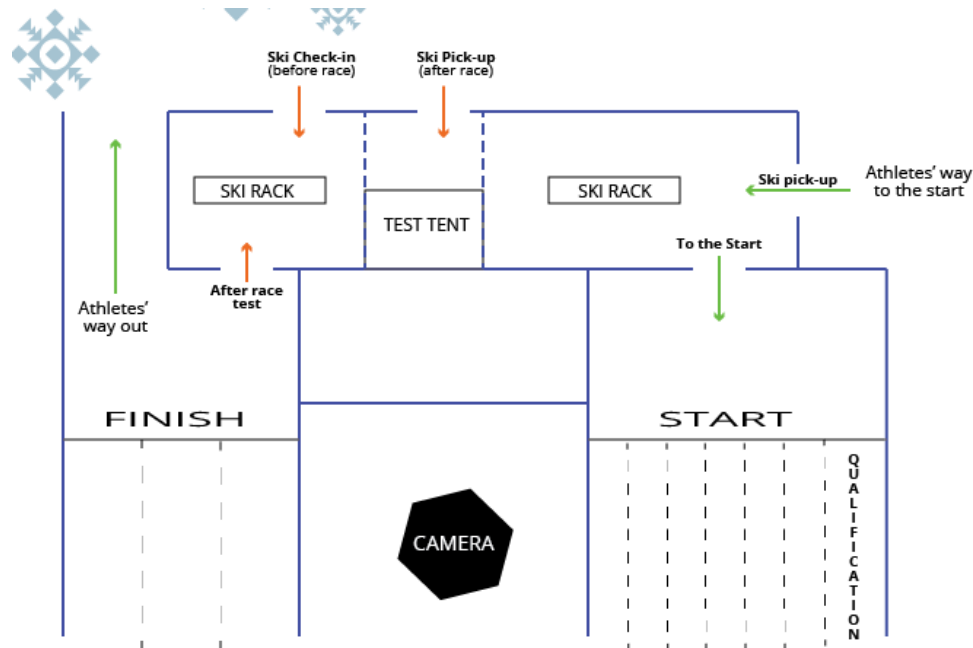 Ski Check-in
(before race)
Ski Pick-up
(after race)
SKI RACK
TEST TENT
SKI RACK
Ski pick-up
Athletes' way
to the start
To the Start
After race
test
Athletes'
way out
FINISH
START
QUALIFICATION
CAMERA